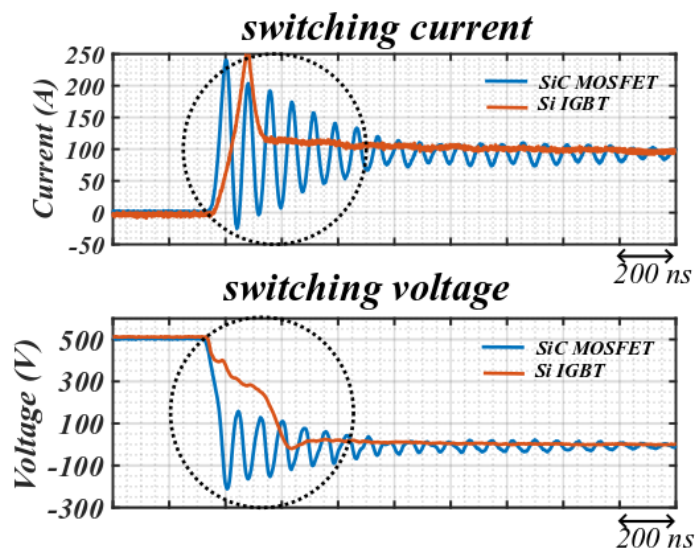 switching current
250
200
150
100
50
0
-50
Current (A)
SiC MOSFET
Si IGBT
200 ns
switching voltage
500
300
100
-100
-300
Voltage (V)
SiC MOSFET
Si IGBT
200 ns